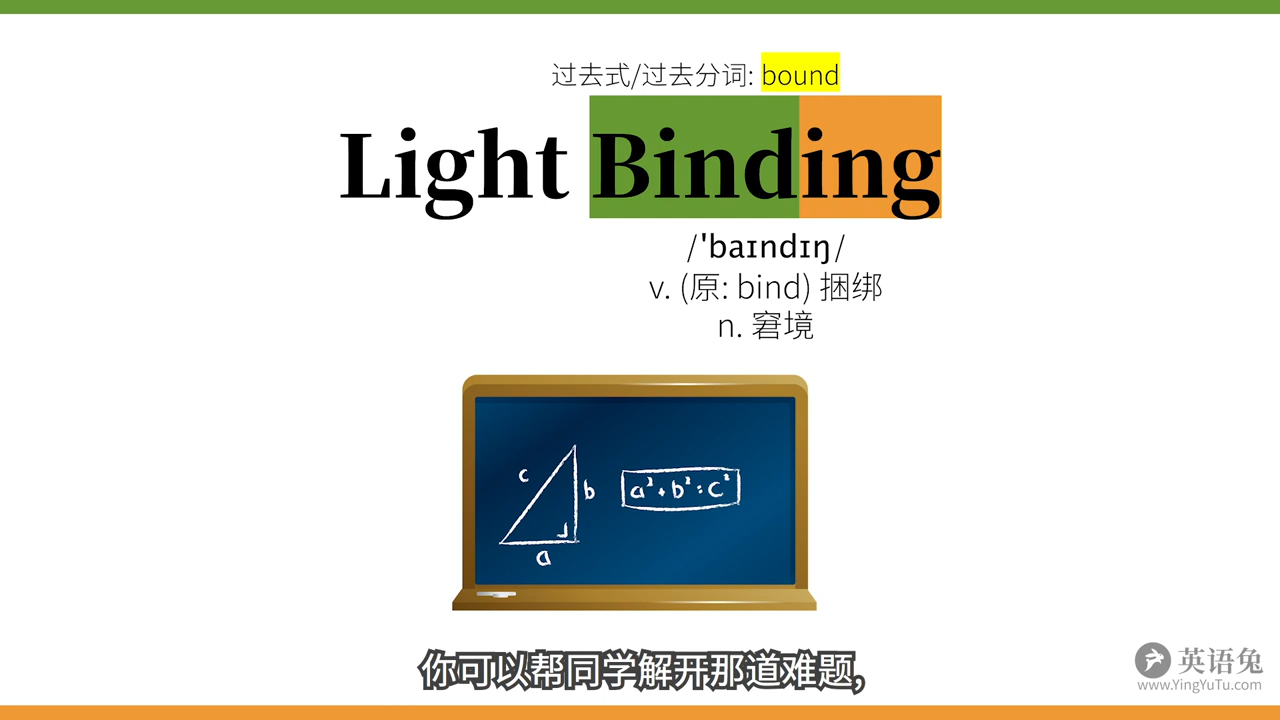 过去式/过去分词: bound
Light Binding
/ˈbaɪndɪŋ/
v. (原: bind) 捆绑
n. 窘境
c
b
a²+b²=c²
a
你可以帮同学解开那道难题,
英语兔
www.YingYuTu.com